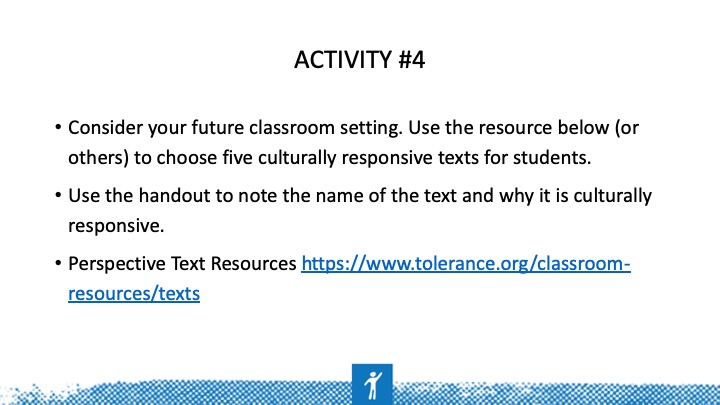 ACTIVITY #4
• Consider your future classroom setting. Use the resource below (or
others) to choose five culturally responsive texts for students.
• Use the handout to note the name of the text and why it is culturally
responsive.
• Perspective Text Resources https://www.tolerance.org/classroom-
resources/texts